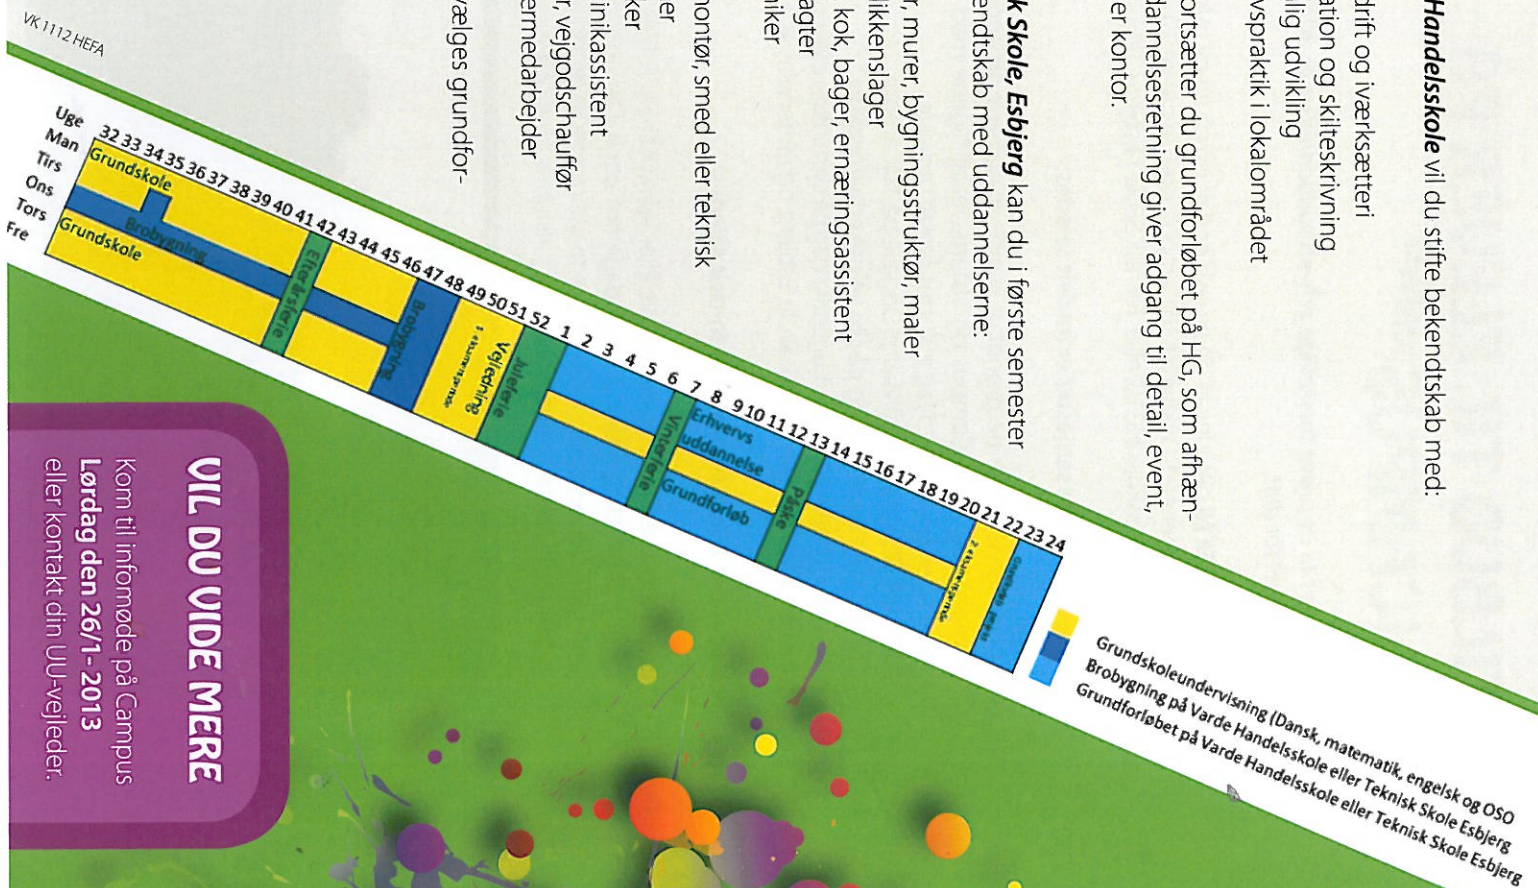 Handelsskole vil du stifte bekendtskab med:
drift og iværksætteri
ation og skilteskrivning
lig udvikling
vspraktik i lokalområdet
ortsætter du grundforløbet på HG, som afhæn-
dannelsesretning giver adgang til detail, event,
er kontor.
k Skole, Esbjerg kan du i første semester
endtskab med uddannelserne:
r, murer, bygningsstruktør, maler
likkenslager
kok, bager, ernæringsassistent
agter
niker
nontør, smed eller teknisk
er
ker
inikassistent
r, vejgodschauffør
ermedarbejder
vælges grundfor-
VK 1112 HEFA
Uge 32 33 34 35 36 37 38 39 40 41 42 43 44 45 46 47 48 49 50 51 52 1 2 3 4 5 6 7 8 9 10 11 12 13 14 15 16 17 18 19 20 21 22 23 24
Man
Tirs
Ons
Tors
Fre
Grundskole
Brobygning
Grundskole
Efterårsferie
Brobygning
1. eksamensperiode
Vejledning
Juleferie
Vinterferie
Erhvervs
uddannelse
Grundforløb
Påske
2. eksamensperiode
Grundskoleundervisning (Dansk, matematik, engelsk og OSO
Brobygning på Varde Handelsskole eller Teknisk Skole Esbjerg
Grundforløbet på Varde Handelsskole eller Teknisk Skole Esbjerg
VIL DU VIDE MERE
Kom til infomøde på Campus
Lørdag den 26/1- 2013
eller kontakt din UU-vejleder.